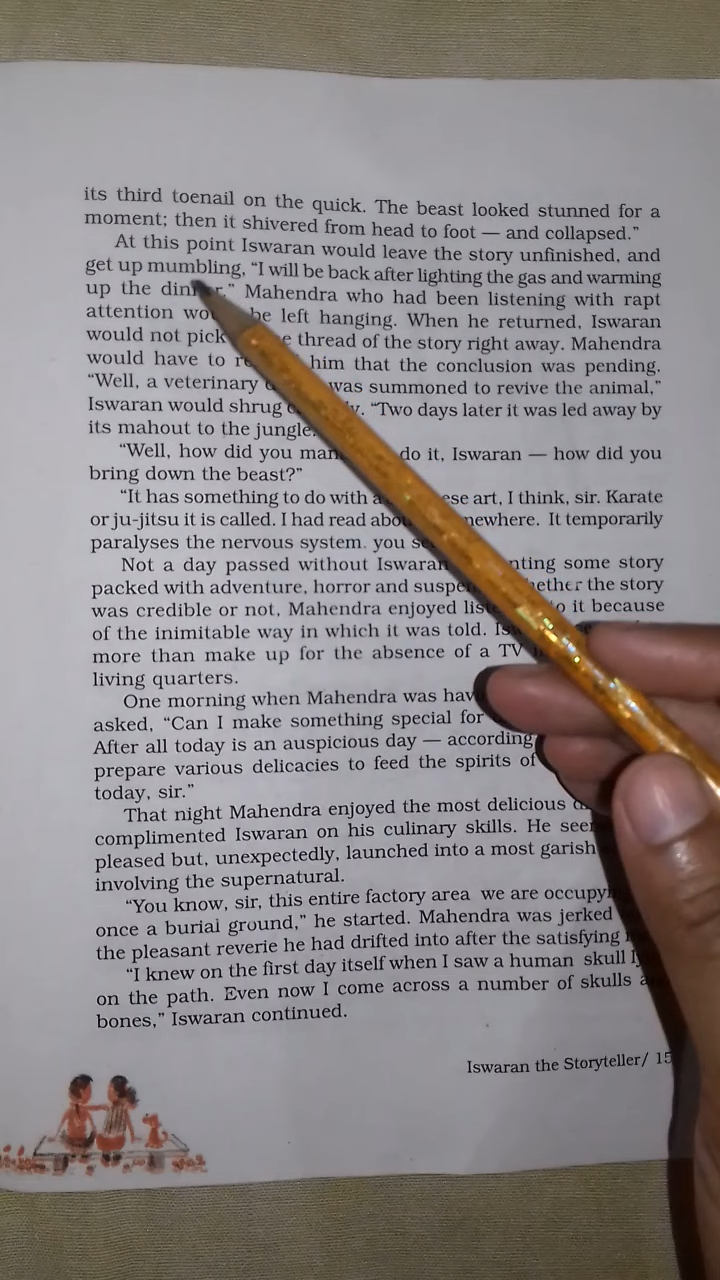 its third toenail on the quick. The beast looked stunned for a
moment; then it shivered from head to foot — and collapsed.”
At this point Iswaran would leave the story unfinished, and
get up mumbling, “I will be back after lighting the gas and warming
up the dinner.” Mahendra who had been listening with rapt
attention would be left hanging. When he returned, Iswaran
would not pick thread of the story right away. Mahendra
would have to him that the conclusion was pending.
“Well, a veterinary was summoned to revive the animal,”
Iswaran would shrug “Two days later it was led away by
its mahout to the jungle.
“Well, how did you do it, Iswaran — how did you
bring down the beast?”
“It has something to do with a art, I think, sir. Karate
or ju-jitsu it is called. I had read It temporarily
paralyses the nervous system. you
Not a day passed without Iswaran some story
packed with adventure, horror and the story
was credible or not, Mahendra enjoyed it because
of the inimitable way in which it was told.
more than make up for the absence of a TV
living quarters.
One morning when Mahendra was
asked, “Can I make something special for
After all today is an auspicious day — according
prepare various delicacies to feed the spirits of
today, sir.”
That night Mahendra enjoyed the most delicious
complimented Iswaran on his culinary skills. He
pleased but, unexpectedly, launched into a most garish
involving the supernatural.
“You know, sir, this entire factory area we are
once a burial ground,” he started. Mahendra was jerked
the pleasant reverie he had drifted into after the satisfying
“I knew on the first day itself when I saw a human skull
on the path. Even now I come across a number of skulls
bones,” Iswaran continued.
Iswaran the Storyteller/ 15